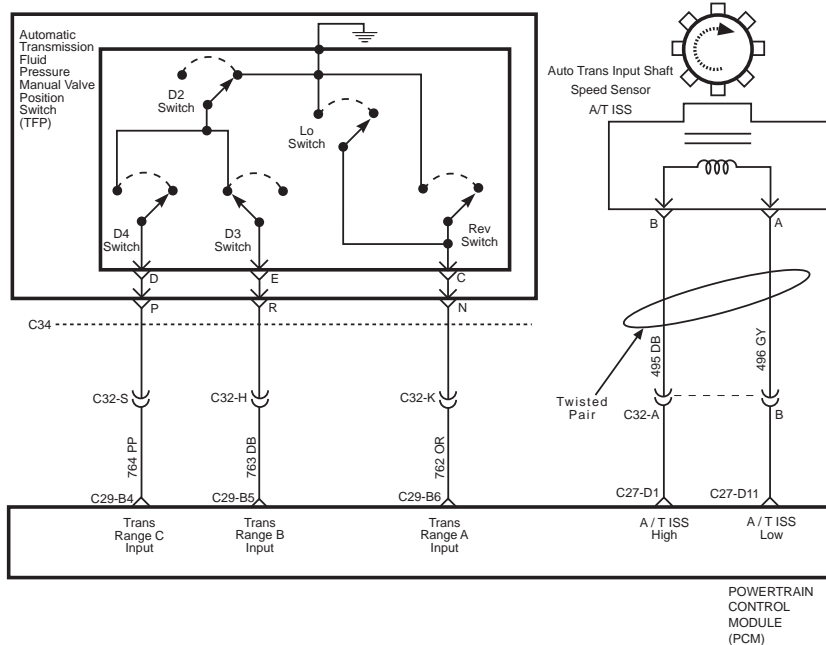 Automatic
Transmission
Fluid
Pressure
Manual Valve
Position
Switch
(TFP)
D2
Switch
Lo
Switch
D4
Switch
D3
Switch
Rev
Switch
D
E
C
P
R
N
C34
C32-S
C32-H
C32-K
764 PP
763 DB
762 OR
C29-B4
C29-B5
C29-B6
Trans
Range C
Input
Trans
Range B
Input
Trans
Range A
Input
Auto Trans Input Shaft
Speed Sensor
A/T ISS
B
A
495 DB
496 GY
Twisted
Pair
C32-A
B
C27-D1
C27-D11
A / T ISS
High
A / T ISS
Low
POWERTRAIN
CONTROL
MODULE
(PCM)